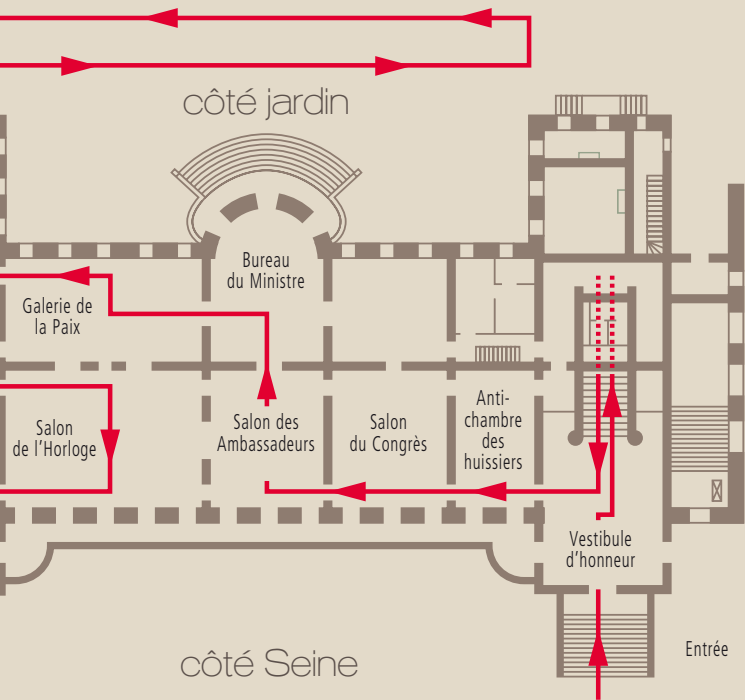 côté jardin
Bureau
du Ministre
Galerie de
la Paix
Salon
de l'Horloge
Salon des
Ambassadeurs
Salon
du Congrès
Anti-
chambre
des
huissiers
Vestibule
d'honneur
Entrée
côté Seine